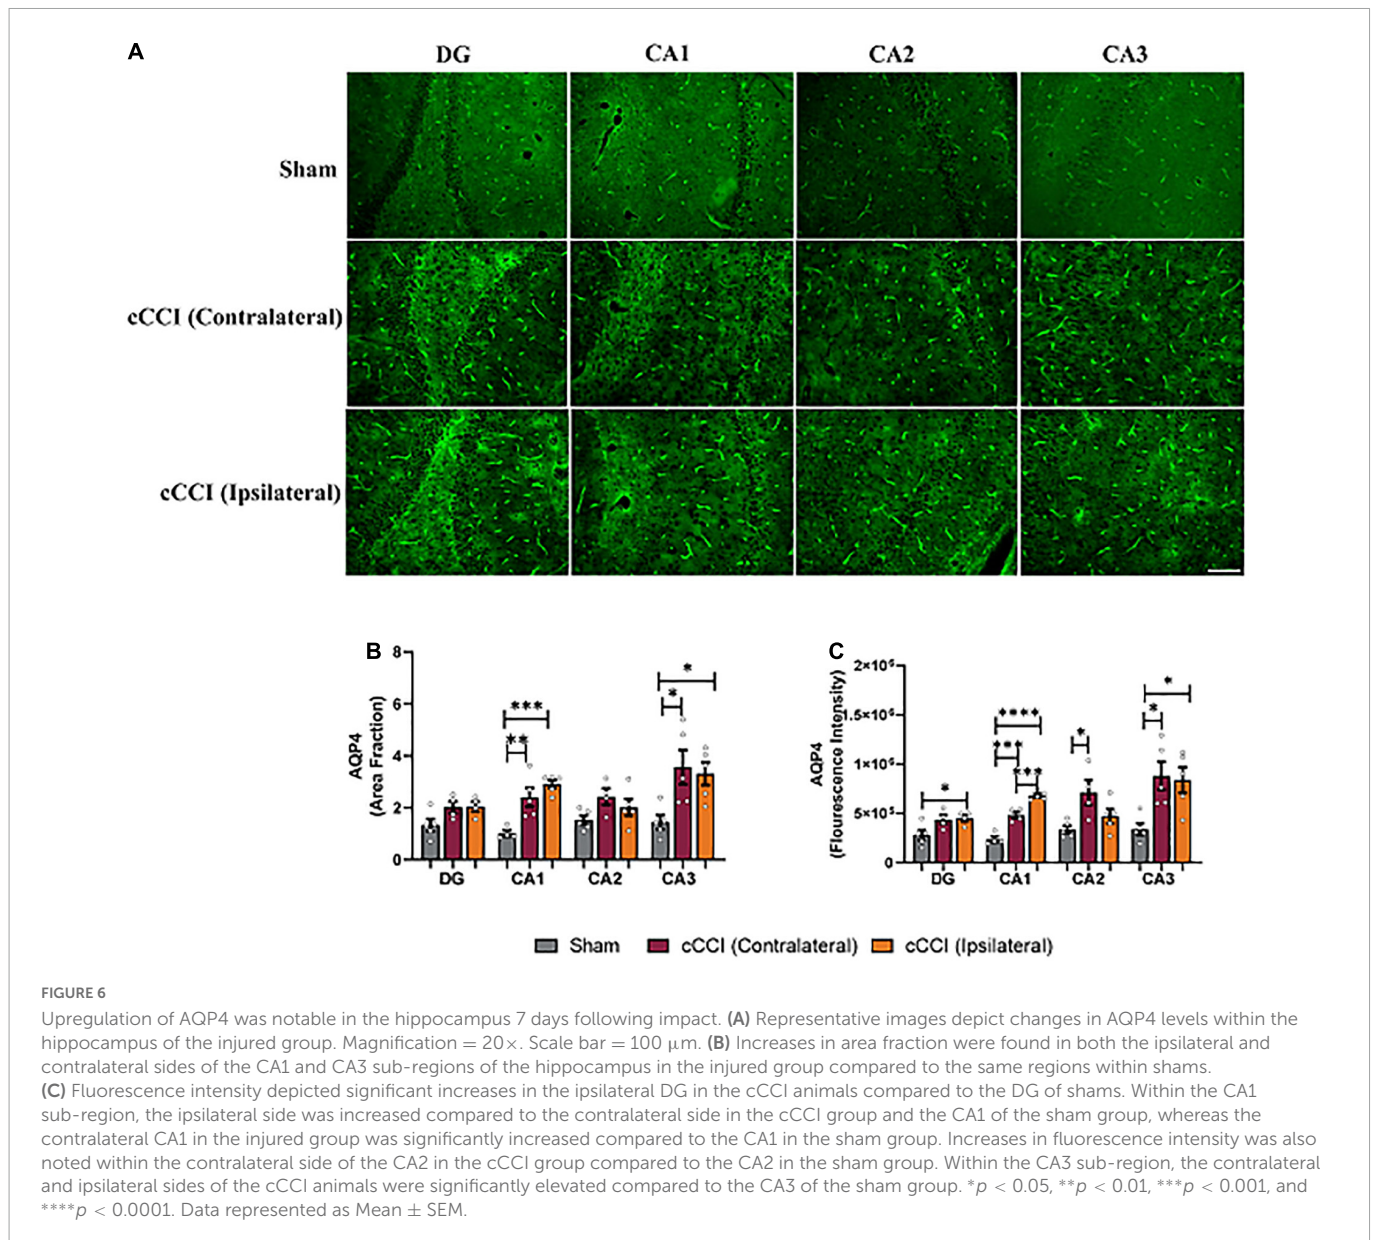 A
DG CA1 CA2 CA3
Sham
cCCI (Contralateral)
cCCI (Ipsilateral)
B
AQP4
(Area Fraction)
8
6
4
2
0
***
**
*
*
DG CA1 CA2 CA3
C
AQP4
(Flourescence Intensity)
2×10⁶
1.5×10⁶
1×10⁶
5×10⁵
0
*
****
***
***
*
*
*
DG CA1 CA2 CA3
Sham cCCI (Contralateral) cCCI (Ipsilateral)
FIGURE 6
Upregulation of AQP4 was notable in the hippocampus 7 days following impact. (A) Representative images depict changes in AQP4 levels within the
hippocampus of the injured group. Magnification = 20×. Scale bar = 100 μm. (B) Increases in area fraction were found in both the ipsilateral and
contralateral sides of the CA1 and CA3 sub-regions of the hippocampus in the injured group compared to the same regions within shams.
(C) Fluorescence intensity depicted significant increases in the ipsilateral DG in the cCCI animals compared to the DG of shams. Within the CA1
sub-region, the ipsilateral side was increased compared to the contralateral side in the cCCI group and the CA1 of the sham group, whereas the
contralateral CA1 in the injured group was significantly increased compared to the CA1 in the sham group. Increases in fluorescence intensity was also
noted within the contralateral side of the CA2 in the cCCI group compared to the CA2 in the sham group. Within the CA3 sub-region, the contralateral
and ipsilateral sides of the cCCI animals were significantly elevated compared to the CA3 of the sham group. *p < 0.05, **p < 0.01, ***p < 0.001, and
****p < 0.0001. Data represented as Mean ± SEM.